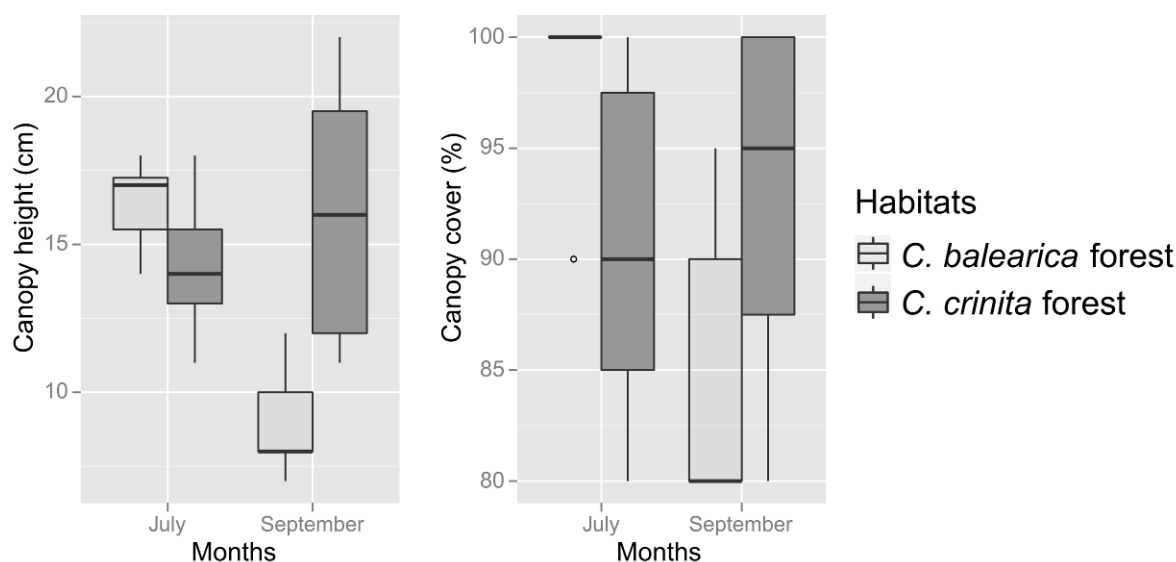 Canopy height (cm)
20
15
10
July
September
Months
Canopy cover (%)
100
95
90
85
80
July
September
Months
Habitats
C. balearica forest
C. crinita forest